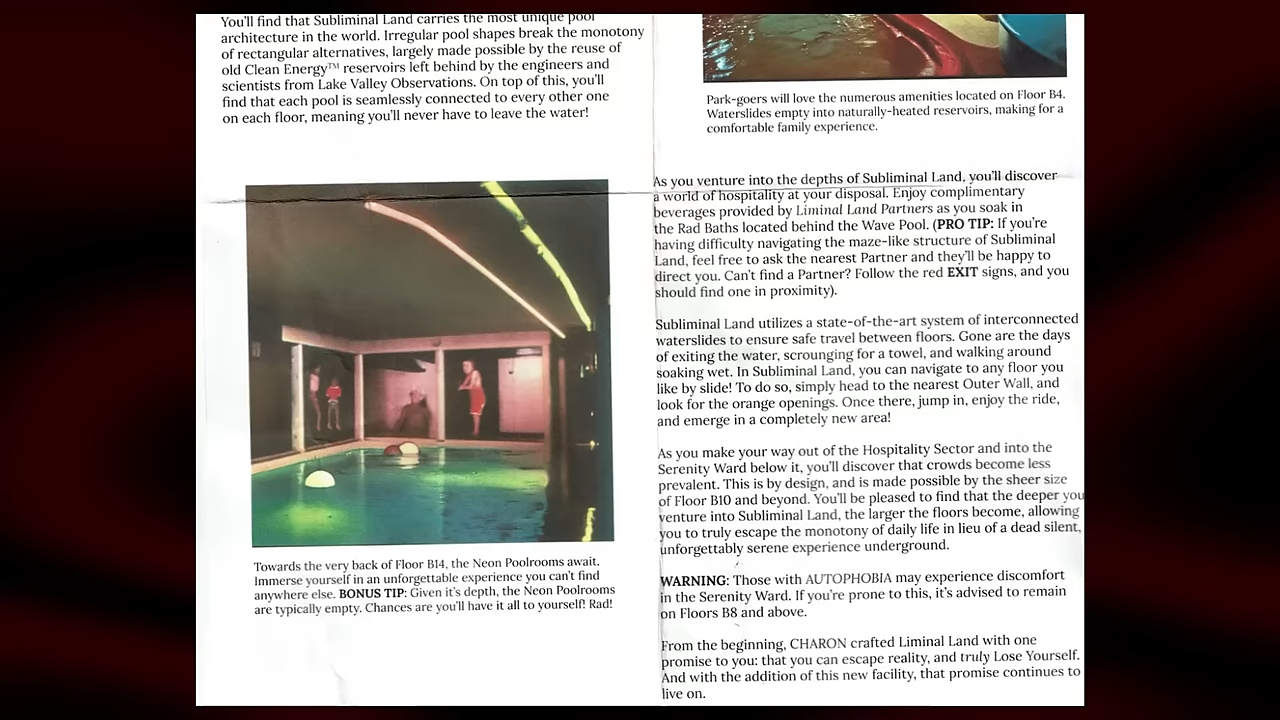 You'll find that Subliminal Land carries the most unique pool
architecture in the world. Irregular pool shapes break the monotony
of rectangular alternatives, largely made possible by the reuse of
old Clean Energy™ reservoirs left behind by the engineers and
scientists from Lake Valley Observations. On top of this, you'll
find that each pool is seamlessly connected to every other one
on each floor, meaning you'll never have to leave the water!
Towards the very back of Floor B14, the Neon Poolrooms await.
Immerse yourself in an unforgettable experience you can't find
anywhere else. BONUS TIP: Given it's depth, the Neon Poolrooms
are typically empty. Chances are you'll have it all to yourself! Rad!
Park-goers will love the numerous amenities located on Floor B4.
Waterslides empty into naturally-heated reservoirs, making for a
comfortable family experience.
As you venture into the depths of Subliminal Land, you'll discover
a world of hospitality at your disposal. Enjoy complimentary
beverages provided by Liminal Land Partners as you soak in
the Rad Baths located behind the Wave Pool. (PRO TIP: If you're
having difficulty navigating the maze-like structure of Subliminal
Land, feel free to ask the nearest Partner and they'll be happy to
direct you. Can't find a Partner? Follow the red EXIT signs, and you
should find one in proximity).
Subliminal Land utilizes a state-of-the-art system of interconnected
waterslides to ensure safe travel between floors. Gone are the days
of exiting the water, scrounging for a towel, and walking around
soaking wet. In Subliminal Land, you can navigate to any floor you
like by slide! To do so, simply head to the nearest Outer Wall, and
look for the orange openings. Once there, jump in, enjoy the ride,
and emerge in a completely new area!
As you make your way out of the Hospitality Sector and into the
Serenity Ward below it, you'll discover that crowds become less
prevalent. This is by design, and is made possible by the sheer size
of Floor B10 and beyond. You'll be pleased to find that the deeper you
venture into Subliminal Land, the larger the floors become, allowing
you to truly escape the monotony of daily life in lieu of a dead silent,
unforgettably serene experience underground.
WARNING: Those with AUTOPHOBIA may experience discomfort
in the Serenity Ward. If you're prone to this, it's advised to remain
on Floors B8 and above.
From the beginning, CHARON crafted Liminal Land with one
promise to you: that you can escape reality, and truly Lose Yourself.
And with the addition of this new facility, that promise continues to
live on.